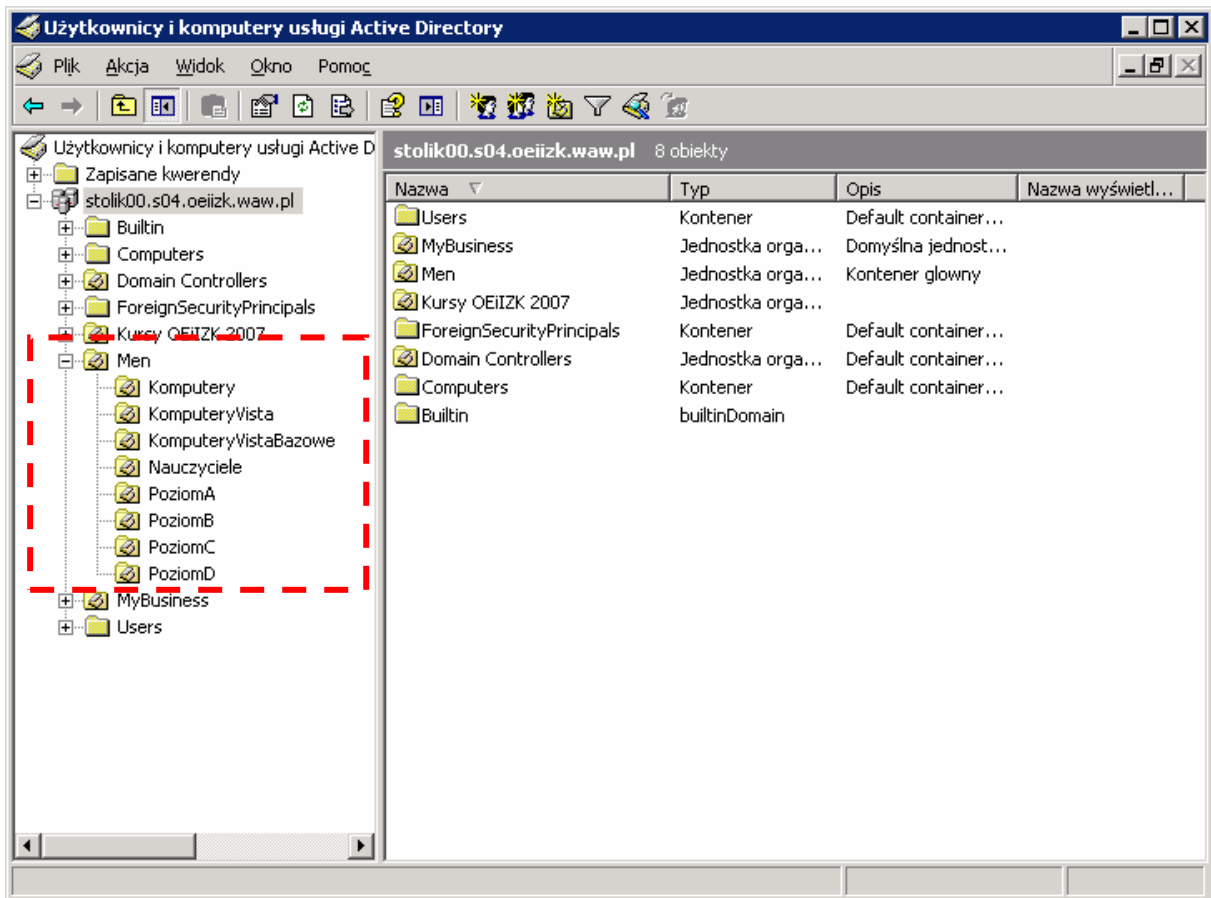 Użytkownicy i komputery usługi Active Directory
Plik Akcja Widok Okno Pomoc
Użytkownicy i komputery usługi Active D
Zapisane kwerendy
stolik00.s04.oeiizk.waw.pl
Builtin
Computers
Domain Controllers
ForeignSecurityPrincipals
Kursy OEiIZK 2007
Men
Komputery
KomputeryVista
KomputeryVistaBazowe
Nauczyciele
PoziomA
PoziomB
PoziomC
PoziomD
MyBusiness
Users
stolik00.s04.oeiizk.waw.pl 8 obiekty
Nazwa Typ Opis Nazwa wyświetl...
Users Kontener Default container...
MyBusiness Jednostka orga... Domyślna jednost...
Men Jednostka orga... Kontener glowny
Kursy OEiIZK 2007 Jednostka orga...
ForeignSecurityPrincipals Kontener Default container...
Domain Controllers Jednostka orga... Default container...
Computers Kontener Default container...
Builtin builtinDomain